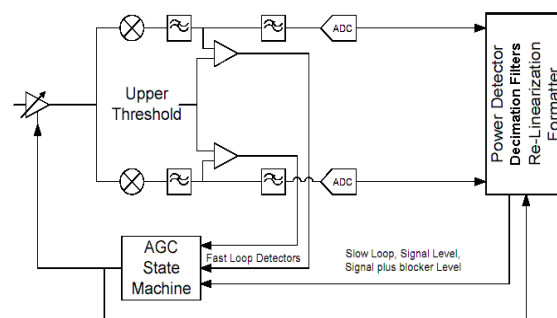 ADC
Upper
Threshold
ADC
Power Detector
Decimation Filters
Re-Linearization
Formatter
AGC
State
Machine
Fast Loop Detectors
Slow Loop, Signal Level,
Signal plus blocker Level